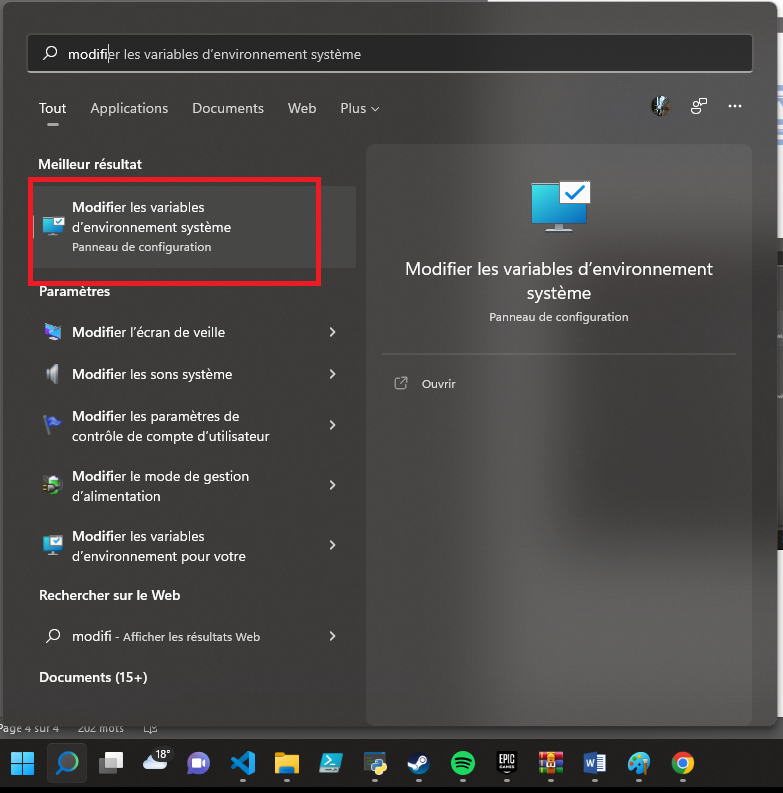 modifier les variables d'environnement système
Tout Applications Documents Web Plus
Meilleur résultat
Modifier les variables
d'environnement système
Panneau de configuration
Paramètres
Modifier l'écran de veille
Modifier les sons système
Modifier les paramètres de
contrôle de compte d'utilisateur
Modifier le mode de gestion
d'alimentation
Modifier les variables
d'environnement pour votre
Rechercher sur le Web
modifi - Afficher les résultats Web
Documents (15+)
Modifier les variables d'environnement
système
Panneau de configuration
Ouvrir
Page 4 sur 4 202 mots
18°
EPIC
GAMES